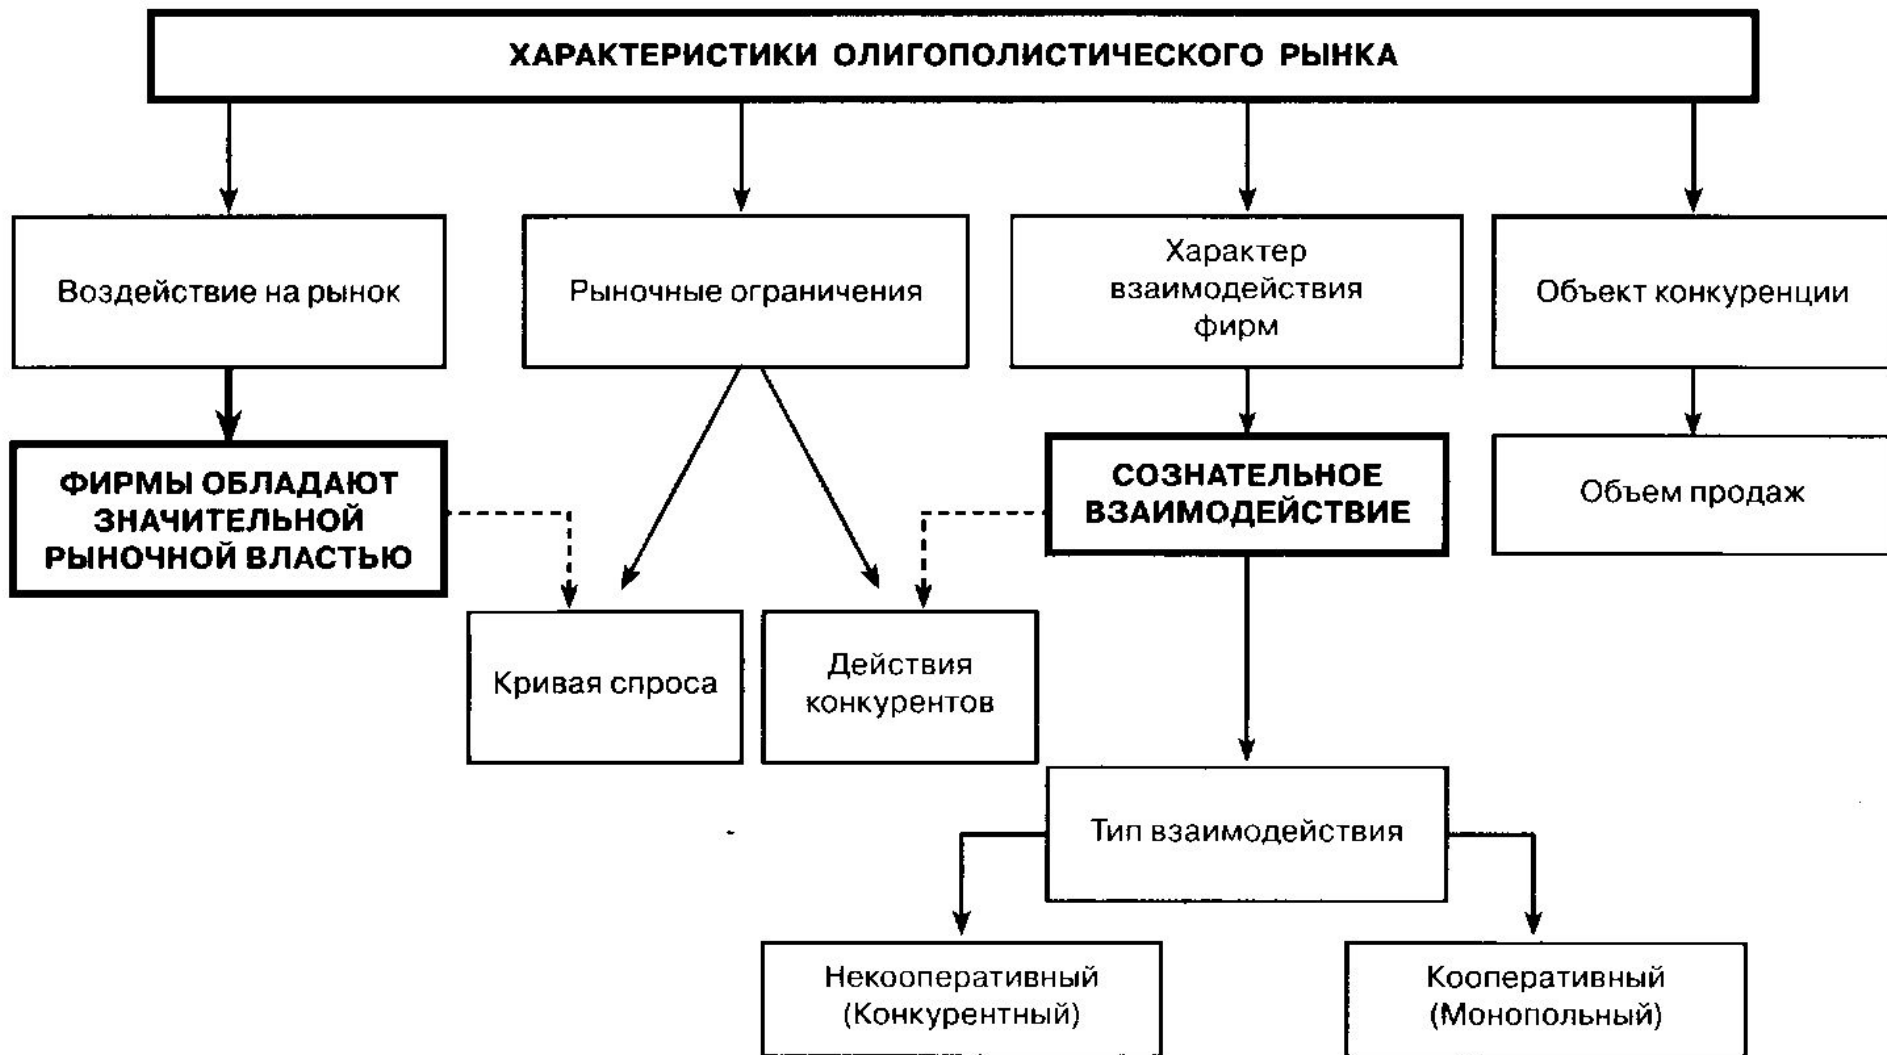 ХАРАКТЕРИСТИКИ ОЛИГОПОЛИСТИЧЕСКОГО РЫНКА
Воздействие на рынок
Рыночные ограничения
Характер
взаимодействия
фирм
Объект конкуренции
ФИРМЫ ОБЛАДАЮТ
ЗНАЧИТЕЛЬНОЙ
РЫНОЧНОЙ ВЛАСТЬЮ
СОЗНАТЕЛЬНОЕ
ВЗАИМОДЕЙСТВИЕ
Объем продаж
Кривая спроса
Действия
конкурентов
Тип взаимодействия
Некооперативный
(Конкурентный)
Кооперативный
(Монопольный)